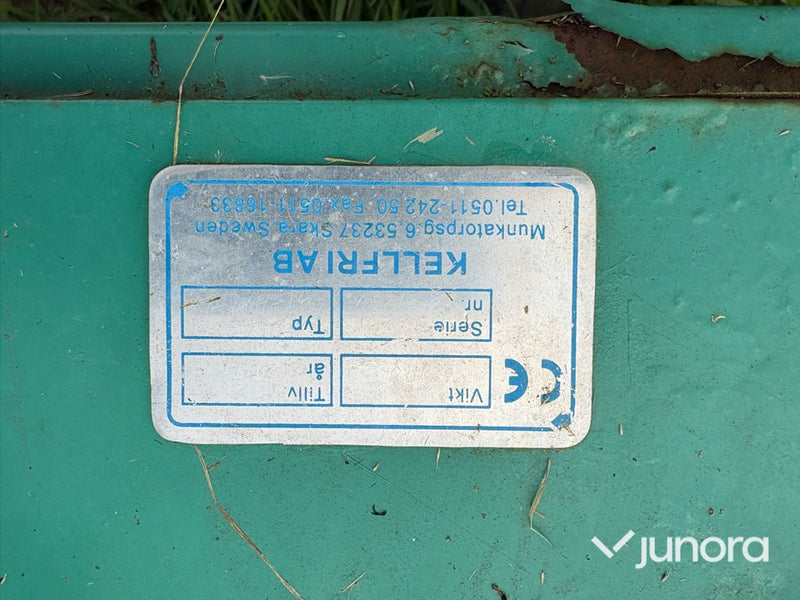 CE
Vikt
Tillv år
Serie nr.
Typ
KELLFRI AB
Munkatorpsg.6, 53237 Skara Sweden
Tel.0511-242 50, Fax.0511-16833
junora